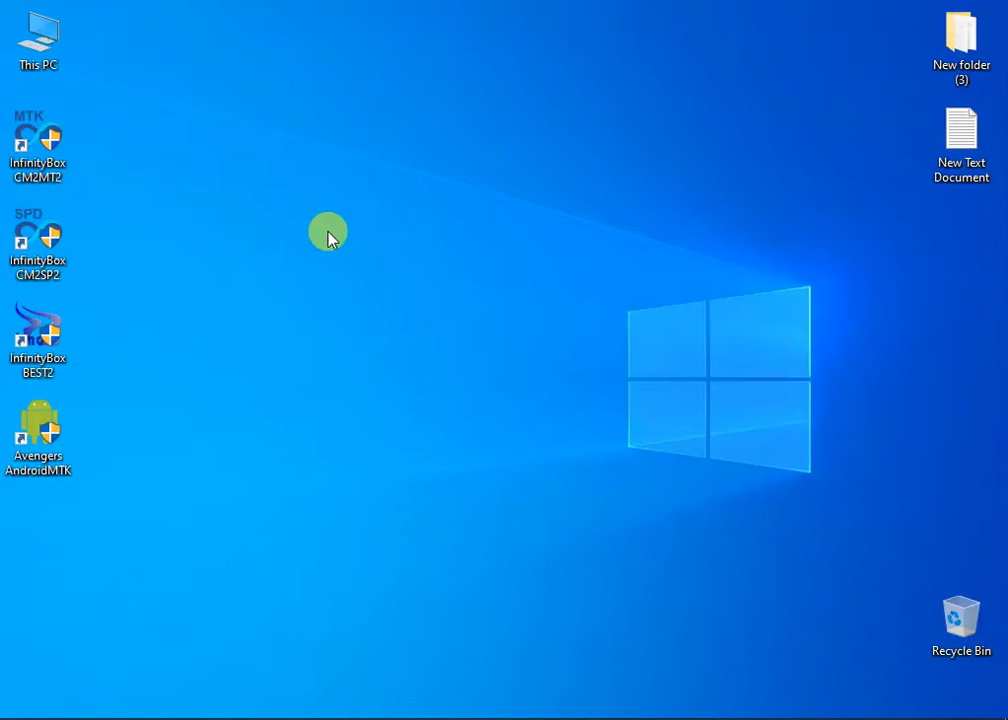 This PC
MTK
InfinityBox
CM2MT2
SPD
InfinityBox
CM2SP2
InfinityBox
BEST2
Avengers
AndroidMTK
New folder
(3)
New Text
Document
Recycle Bin